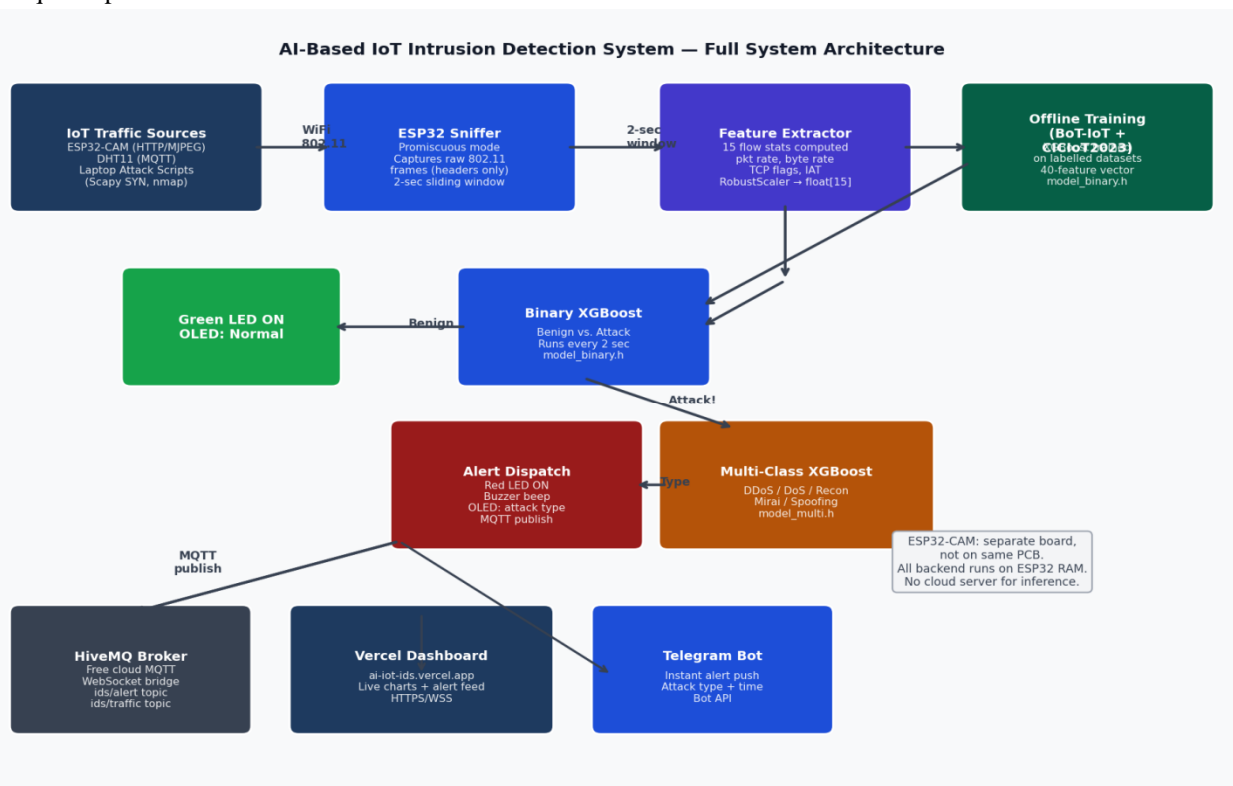 AI-Based IoT Intrusion Detection System — Full System Architecture
IoT Traffic Sources
ESP32-CAM (HTTP/MJPEG)
DHT11 (MQTT)
Laptop Attack Scripts
(Scapy SYN, nmap)
WiFi
802.11
ESP32 Sniffer
Promiscuous mode
Captures raw 802.11
frames (headers only)
2-sec sliding window
2-sec
window
Feature Extractor
15 flow stats computed
pkt rate, byte rate
TCP flags, IAT
RobustScaler → float[15]
Offline Training
(BoT-IoT +
CICIoT2023)
on labelled datasets
40-feature vector
model_binary.h
Green LED ON
OLED: Normal
Benign
Binary XGBoost
Benign vs. Attack
Runs every 2 sec
model_binary.h
Attack!
Alert Dispatch
Red LED ON
Buzzer beep
OLED: attack type
MQTT publish
Type
Multi-Class XGBoost
DDoS / DoS / Recon
Mirai / Spoofing
model_multi.h
ESP32-CAM: separate board,
not on same PCB.
All backend runs on ESP32 RAM.
No cloud server for inference.
MQTT
publish
HiveMQ Broker
Free cloud MQTT
WebSocket bridge
ids/alert topic
ids/traffic topic
Vercel Dashboard
ai-iot-ids.vercel.app
Live charts + alert feed
HTTPS/WSS
Telegram Bot
Instant alert push
Attack type + time
Bot API